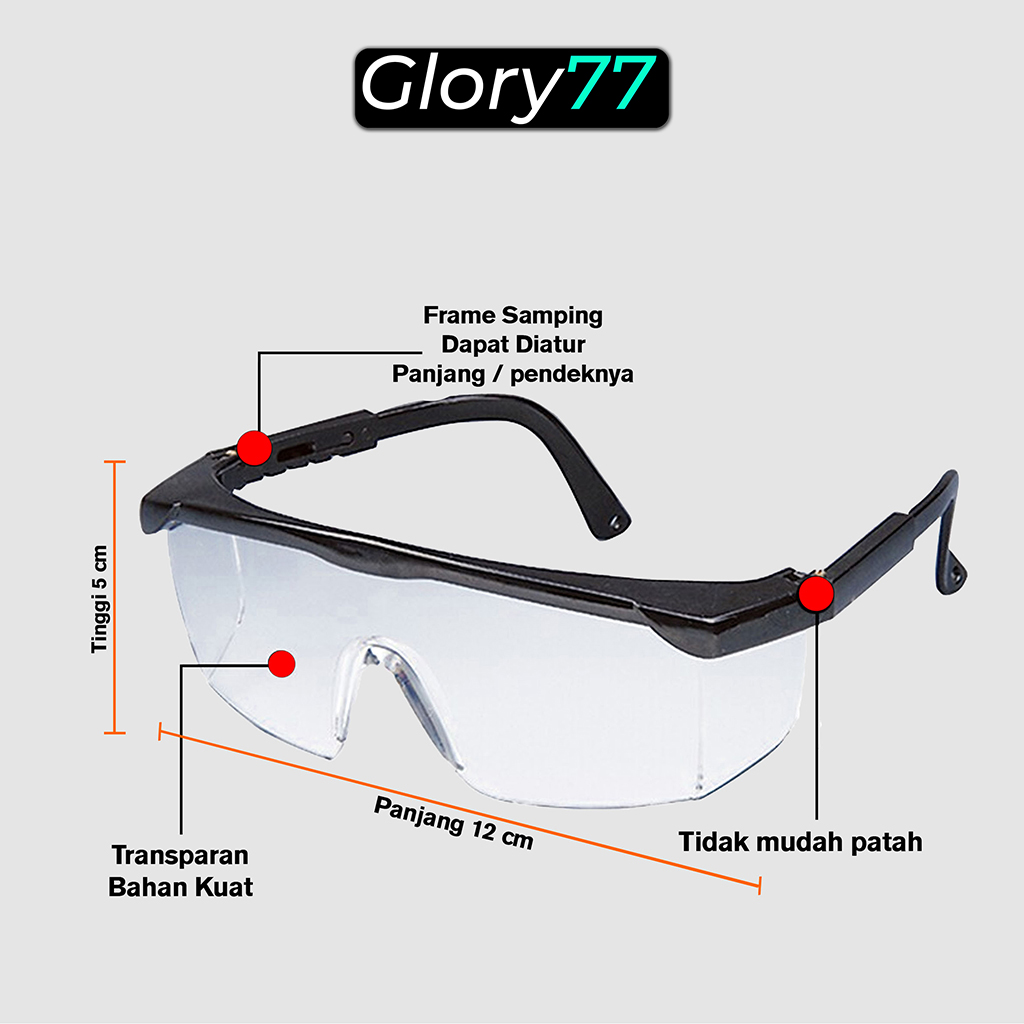 Glory77
Frame Samping
Dapat Diatur
Panjang / pendeknya
Tinggi 5 cm
Panjang 12 cm
Tidak mudah patah
Transparan
Bahan Kuat